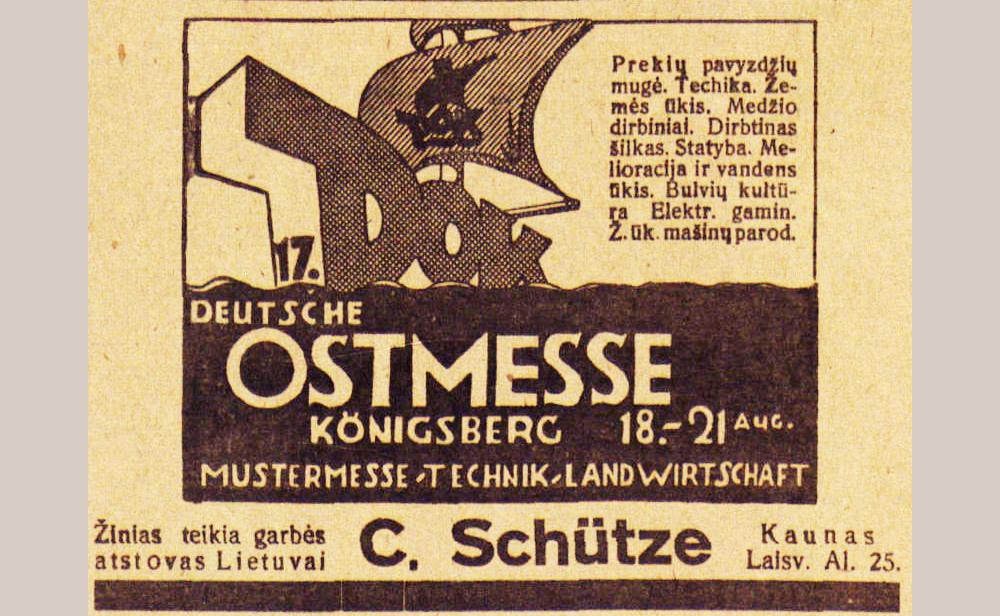 Prekių pavyzdžių
mugė. Techika. Že-
mės ūkis. Medžio
dirbiniai. Dirbtinas
šilkas. Statyba. Me-
lioracija ir vandens
ūkis. Bulvių kultū-
ra Elektr. gamin.
Ž. ūk. mašinų parod.
17.
DEUTSCHE
OSTMESSE
KÖNIGSBERG 18.-21 AUG.
MUSTERMESSE-TECHNIK-LANDWIRTSCHAFT
Žinias teikia garbės
atstovas Lietuvai
C. Schütze
Kaunas
Laisv. Al. 25.